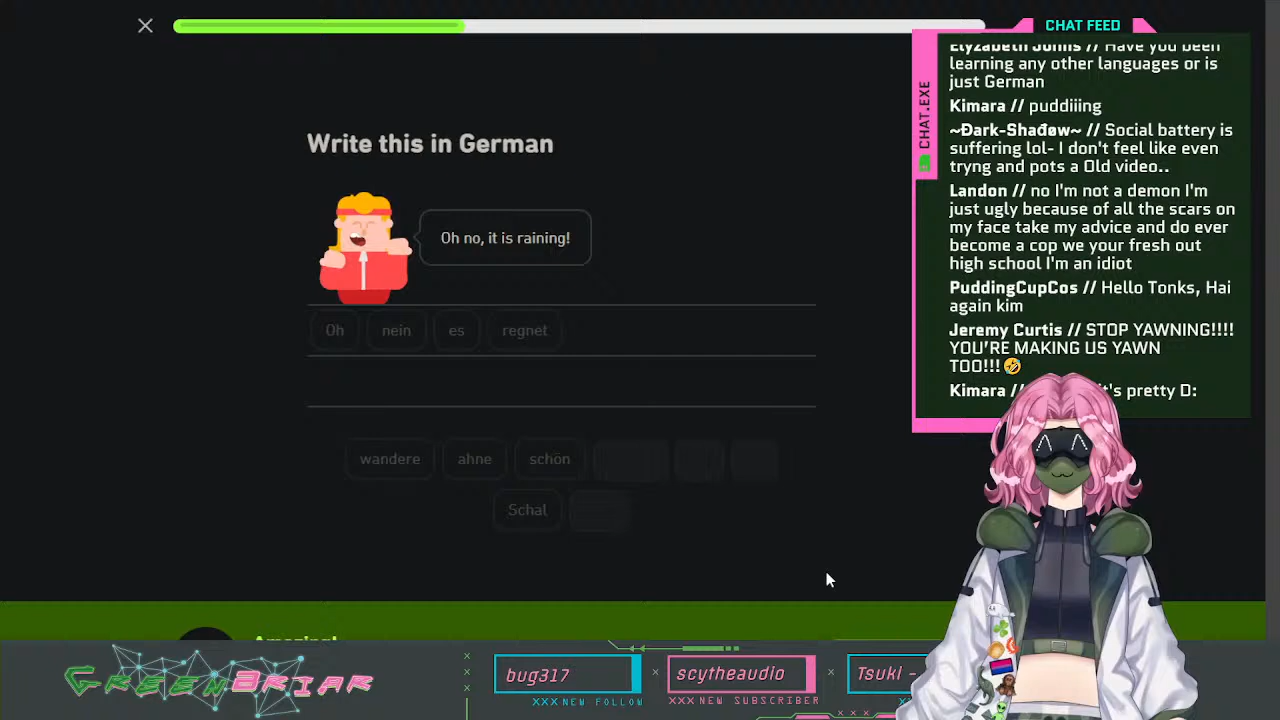 CHAT FEED
CHAT.EXE
Elyzabeth Johns // Have you been
learning any other languages or is
just German
Kimara // puddiiing
~Ðark-Shađøw~ // Social battery is
suffering lol- I don't feel like even
tryng and pots a Old video..
Landon // no I'm not a demon I'm
just ugly because of all the scars on
my face take my advice and do ever
become a cop we your fresh out
high school I'm an idiot
PuddingCupCos // Hello Tonks, Hai
again kim
Jeremy Curtis // STOP YAWNING!!!!
YOU'RE MAKING US YAWN
TOO!!! 🤣
Kimara // it's pretty D:
Write this in German
Oh no, it is raining!
Oh nein es regnet
wandere ahne schön
Schal
Amazing!
GreenBriar
bug317
XXX NEW FOLLOW
scytheaudio
XXX NEW SUBSCRIBER
Tsuki -